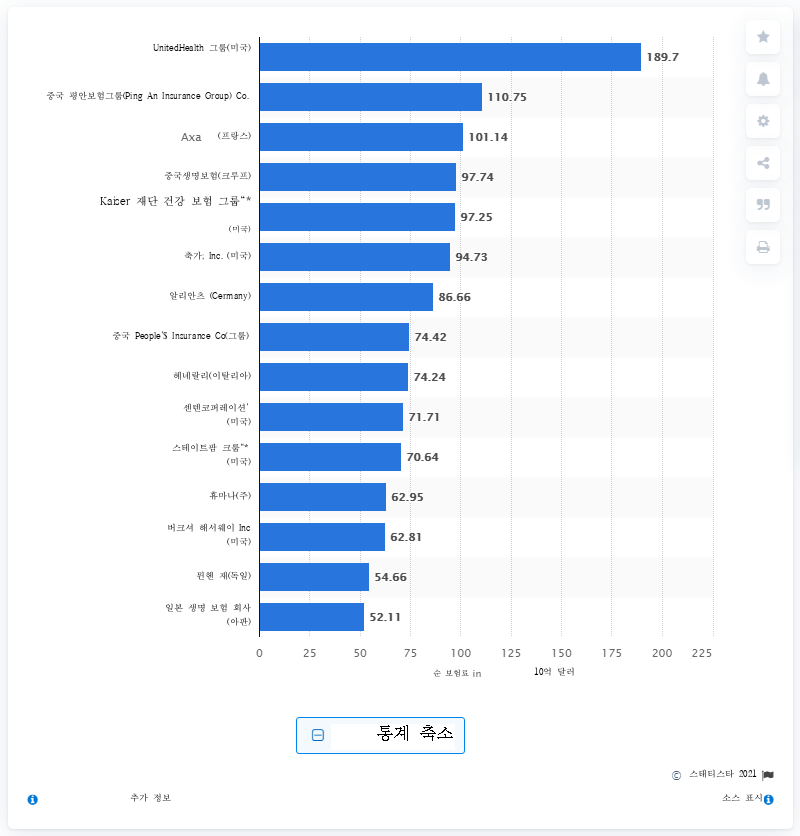 UnitedHealth 그룹(미국)
189.7
중국 평안보험그룹(Ping An Insurance Group) Co.
110.75
Axa (프랑스)
101.14
중국생명보험(크루프)
97.74
Kaiser 재단 건강 보험 그룹"*
(미국)
97.25
축가; Inc. (미국)
94.73
알리안츠 (Germany)
86.66
중국 People'S Insurance Co(그룹)
74.42
헤네랄리(이탈리아)
74.24
센텐코퍼레이션'
(미국)
71.71
스테이트팜 크룹"*
(미국)
70.64
휴마나(주)
62.95
버크셔 해서웨이 Inc
(미국)
62.81
뮌헨 재(독일)
54.66
일본 생명 보험 회사
(야판)
52.11
0 25 50 75 100 125 150 175 200 225
순 보험료 in 10억 달러
통계 축소
© 스태티스타 2021
추가 정보 소스 표시